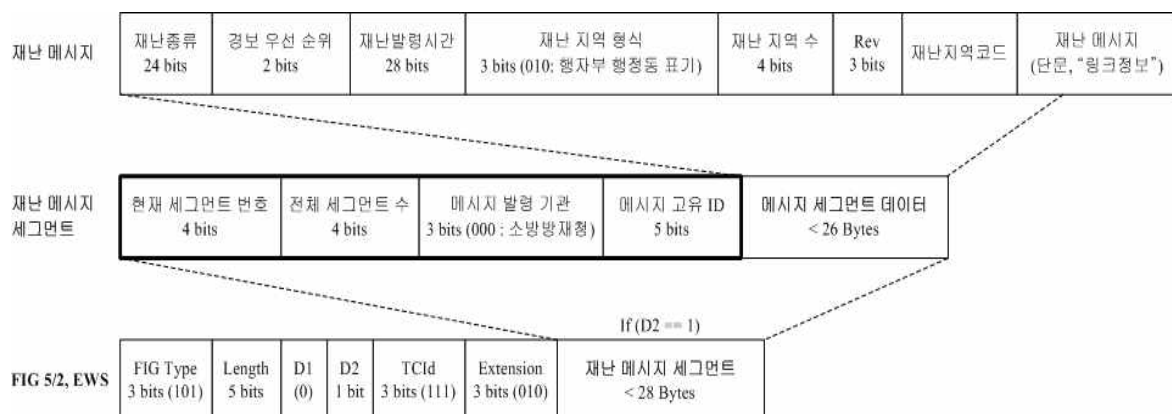 재난 메시지
재난종류
24 bits
경보 우선 순위
2 bits
재난발령시간
28 bits
재난 지역 형식
3 bits (010: 행자부 행정동 표기)
재난 지역 수
4 bits
Rev
3 bits
재난지역코드
재난 메시지
(단문, “링크정보”)
재난 메시지
세그먼트
현재 세그먼트 번호
4 bits
전체 세그먼트 수
4 bits
메시지 발령 기관
3 bits (000 : 소방방재청)
메시지 고유 ID
5 bits
메시지 세그먼트 데이터
< 26 Bytes
If (D2 == 1)
FIG 5/2, EWS
FIG Type
3 bits (101)
Length
5 bits
D1
(0)
D2
1 bit
TCId
3 bits (111)
Extension
3 bits (010)
재난 메시지 세그먼트
< 28 Bytes